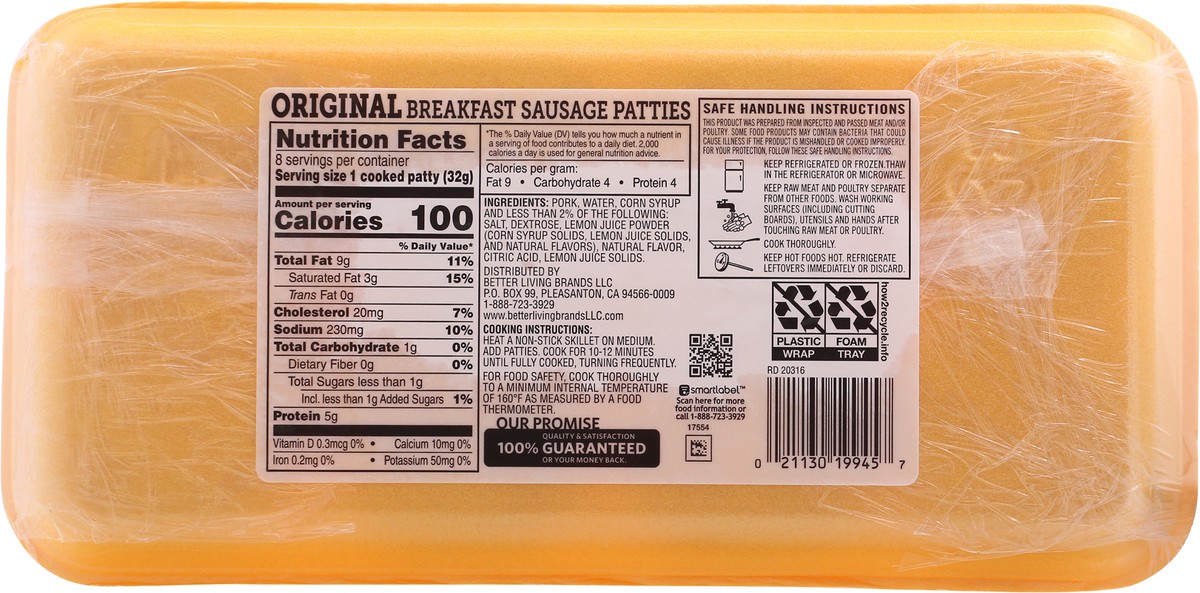 ORIGINAL BREAKFAST SAUSAGE PATTIES
Nutrition Facts
8 servings per container
Serving size 1 cooked patty (32g)
Amount per serving
Calories 100
% Daily Value*
Total Fat 9g 11%
Saturated Fat 3g 15%
Trans Fat 0g
Cholesterol 20mg 7%
Sodium 230mg 10%
Total Carbohydrate 1g 0%
Dietary Fiber 0g 0%
Total Sugars less than 1g
Incl. less than 1g Added Sugars 1%
Protein 5g
Vitamin D 0.3mcg 0% • Calcium 10mg 0%
Iron 0.2mg 0% • Potassium 50mg 0%
*The % Daily Value (DV) tells you how much a nutrient in
a serving of food contributes to a daily diet. 2,000
calories a day is used for general nutrition advice.
Calories per gram:
Fat 9 • Carbohydrate 4 • Protein 4
INGREDIENTS: PORK, WATER, CORN SYRUP
AND LESS THAN 2% OF THE FOLLOWING:
SALT, DEXTROSE, LEMON JUICE POWDER
(CORN SYRUP SOLIDS, LEMON JUICE SOLIDS,
AND NATURAL FLAVORS), NATURAL FLAVOR,
CITRIC ACID, LEMON JUICE SOLIDS.
DISTRIBUTED BY
BETTER LIVING BRANDS LLC
P.O. BOX 99, PLEASANTON, CA 94566-0009
1-888-723-3929
www.betterlivingbrandsLLC.com
COOKING INSTRUCTIONS:
HEAT A NON-STICK SKILLET ON MEDIUM.
ADD PATTIES. COOK FOR 10-12 MINUTES
UNTIL FULLY COOKED, TURNING FREQUENTLY.
FOR FOOD SAFETY, COOK THOROUGHLY
TO A MINIMUM INTERNAL TEMPERATURE
OF 160°F AS MEASURED BY A FOOD
THERMOMETER.
OUR PROMISE
QUALITY & SATISFACTION
100% GUARANTEED
OR YOUR MONEY BACK.
smartlabel™
Scan here for more
food information or
call 1-888-723-3929
17554
SAFE HANDLING INSTRUCTIONS
THIS PRODUCT WAS PREPARED FROM INSPECTED AND PASSED MEAT AND/OR
POULTRY. SOME FOOD PRODUCTS MAY CONTAIN BACTERIA THAT COULD
CAUSE ILLNESS IF THE PRODUCT IS MISHANDLED OR COOKED IMPROPERLY.
FOR YOUR PROTECTION, FOLLOW THESE SAFE HANDLING INSTRUCTIONS.
KEEP REFRIGERATED OR FROZEN. THAW
IN THE REFRIGERATOR OR MICROWAVE.
KEEP RAW MEAT AND POULTRY SEPARATE
FROM OTHER FOODS. WASH WORKING
SURFACES (INCLUDING CUTTING
BOARDS), UTENSILS AND HANDS AFTER
TOUCHING RAW MEAT OR POULTRY.
COOK THOROUGHLY.
KEEP HOT FOODS HOT. REFRIGERATE
LEFTOVERS IMMEDIATELY OR DISCARD.
PLASTIC
WRAP
FOAM
TRAY
how2recycle.info
RD 20316
0 21130 19945 7